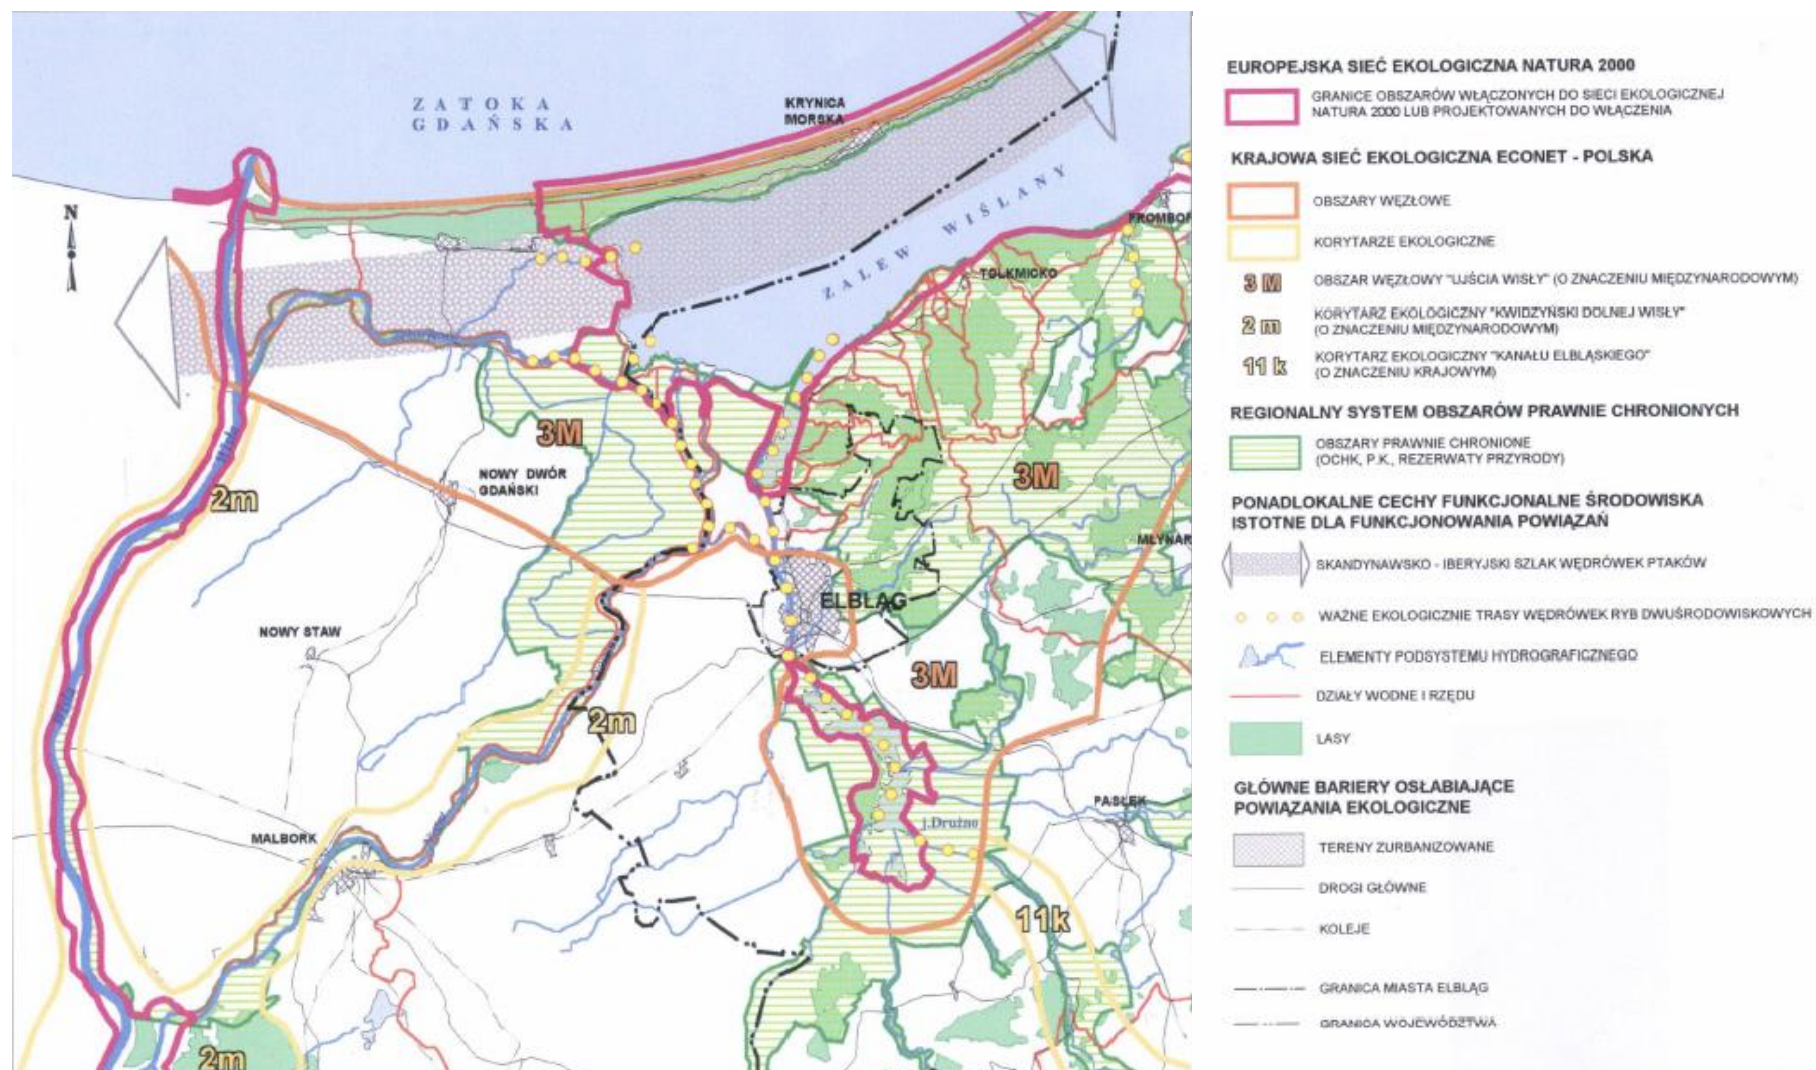 ZATOKA
GDAŃSKA
KRYNICA
MORSKA
N
ZALEW WIŚLANY
FROMBOR
TOLKMICKO
3M
NOWY DWÓR
GDAŃSKI
3M
2m
MŁYNAR
ELBLĄG
NOWY STAW
3M
2m
PASŁĘK
j.Drużno
MALBORK
11k
2m
EUROPEJSKA SIEĆ EKOLOGICZNA NATURA 2000
GRANICE OBSZARÓW WŁĄCZONYCH DO SIECI EKOLOGICZNEJ
NATURA 2000 LUB PROJEKTOWANYCH DO WŁĄCZENIA
KRAJOWA SIEĆ EKOLOGICZNA ECONET - POLSKA
OBSZARY WĘZŁOWE
KORYTARZE EKOLOGICZNE
3 M OBSZAR WĘZŁOWY "UJŚCIA WISŁY" (O ZNACZENIU MIĘDZYNARODOWYM)
2 m KORYTARZ EKOLOGICZNY "KWIDZYŃSKI DOLNEJ WISŁY"
(O ZNACZENIU MIĘDZYNARODOWYM)
11 k KORYTARZ EKOLOGICZNY "KANAŁU ELBLĄSKIEGO"
(O ZNACZENIU KRAJOWYM)
REGIONALNY SYSTEM OBSZARÓW PRAWNIE CHRONIONYCH
OBSZARY PRAWNIE CHRONIONE
(OCHK, P.K., REZERWATY PRZYRODY)
PONADLOKALNE CECHY FUNKCJONALNE ŚRODOWISKA
ISTOTNE DLA FUNKCJONOWANIA POWIĄZAŃ
SKANDYNAWSKO - IBERYJSKI SZLAK WĘDRÓWEK PTAKÓW
WAŻNE EKOLOGICZNIE TRASY WĘDRÓWEK RYB DWUŚRODOWISKOWYCH
ELEMENTY PODSYSTEMU HYDROGRAFICZNEGO
DZIAŁY WODNE I RZĘDU
LASY
GŁÓWNE BARIERY OSŁABIAJĄCE
POWIĄZANIA EKOLOGICZNE
TERENY ZURBANIZOWANE
DROGI GŁÓWNE
KOLEJE
GRANICA MIASTA ELBLĄG
GRANICA WOJEWÓDZTWA